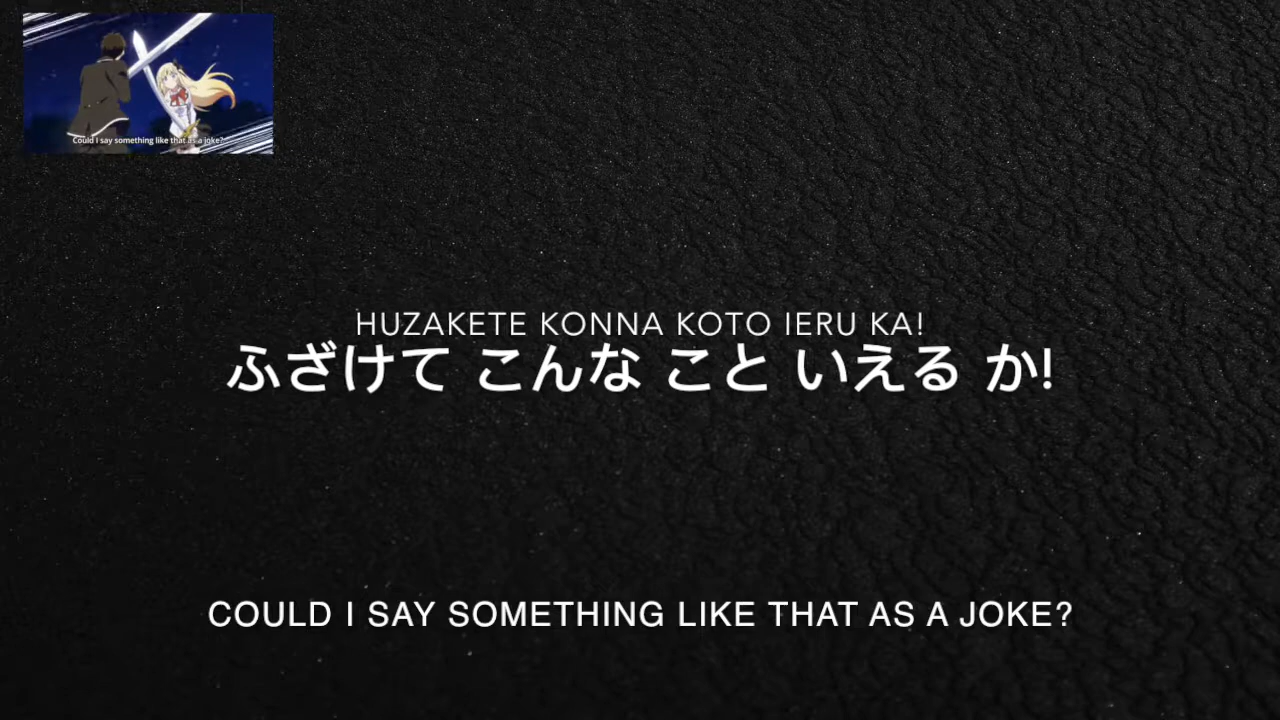 Could I say something like that as a joke?
HUZAKETE KONNA KOTO IERU KA!
ふざけて こんな こと いえる か!
COULD I SAY SOMETHING LIKE THAT AS A JOKE?